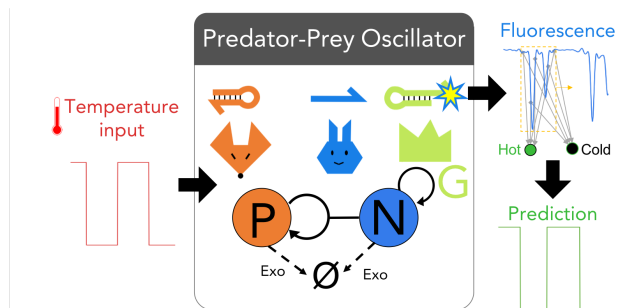 Predator-Prey Oscillator
Fluorescence
Temperature
input
Hot
Cold
G
P
N
Exo
Ø
Exo
Prediction